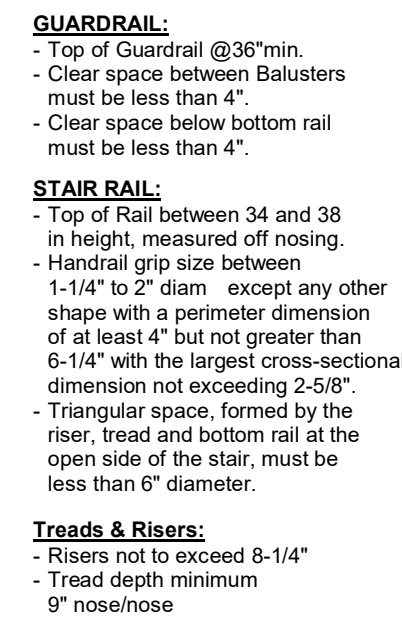 GUARDRAIL:
- Top of Guardrail @36"min.
- Clear space between Balusters
must be less than 4".
- Clear space below bottom rail
must be less than 4".
STAIR RAIL:
- Top of Rail between 34 and 38
in height, measured off nosing.
- Handrail grip size between
1-1/4" to 2" diam except any other
shape with a perimeter dimension
of at least 4" but not greater than
6-1/4" with the largest cross-sectional
dimension not exceeding 2-5/8".
- Triangular space, formed by the
riser, tread and bottom rail at the
open side of the stair, must be
less than 6" diameter.
Treads & Risers:
- Risers not to exceed 8-1/4"
- Tread depth minimum
9" nose/nose